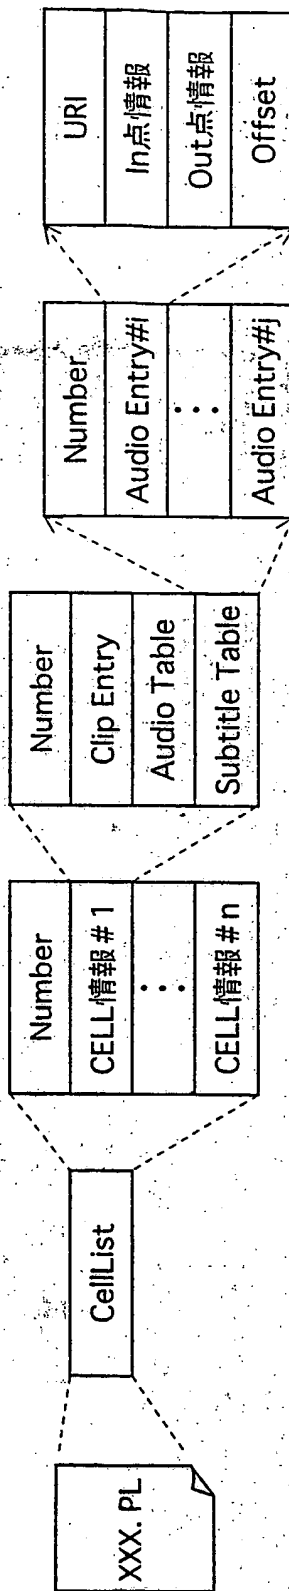 XXX. PL
CellList
Number
CELL情報#1
⋮
CELL情報#n
Number
Clip Entry
Audio Table
Subtitle Table
Number
Audio Entry#i
⋮
Audio Entry#j
URI
In点情報
Out点情報
Offset